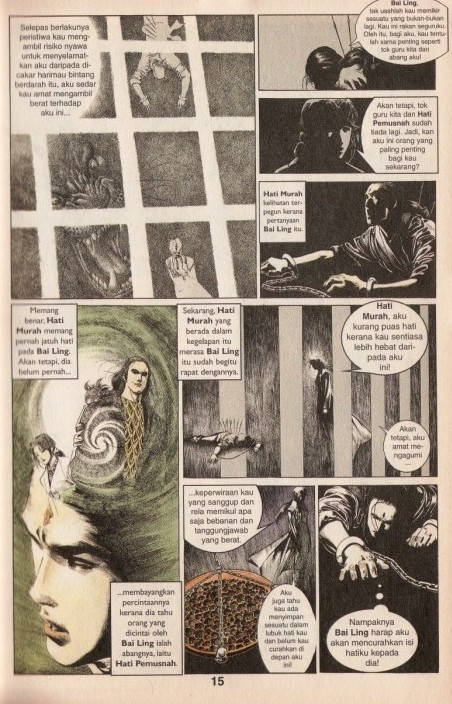 Selepas berlakunya
peristiwa kau meng-
ambil risiko nyawa
untuk menyelamat-
kan aku daripada di-
cakar harimau bintang
berdarah itu, aku sedar
kau amat mengambil
berat terhadap
aku ini...
Bai Ling,
tak usahlah kau memikir
sesuatu yang bukan-bukan
lagi. Kau ini rakan seguruku.
Oleh itu, bagi aku, kau tentu-
lah sama penting seperti
tok guru kita dan
abang aku!
Akan tetapi, tok
guru kita dan Hati
Pemusnah sudah
tiada lagi. Jadi, kan
aku ini orang yang
paling penting
bagi kau
sekarang?
Hati Murah
kelihatan ter-
pegun kerana
pertanyaan
Bai Ling itu.
Memang
benar, Hati
Murah memang
pernah jatuh hati
pada Bai Ling.
Akan tetapi, dia
belum pernah...
...membayangkan
percintaannya
kerana dia tahu
orang yang
dicintai oleh
Bai Ling ialah
abangnya, iaitu
Hati Pemusnah.
Sekarang, Hati
Murah yang
berada dalam
kegelapan itu
merasa Bai Ling
itu sudah begitu
rapat dengannya.
Hati
Murah, aku
kurang puas hati
kerana kau sentiasa
lebih hebat dari-
pada aku
ini!
Akan
tetapi, aku
amat me-
ngagumi
...
...keperwiraan kau
yang sanggup dan
rela memikul apa
saja bebanan dan
tanggungjawab
yang berat.
Aku
juga tahu
kau ada
menyimpan
sesuatu dalam
lubuk hati kau
dan belum kau
curahkan di
depan aku
ini!
Nampaknya
Bai Ling harap aku
akan mencurahkan isi
hatiku kepada
dia!
15